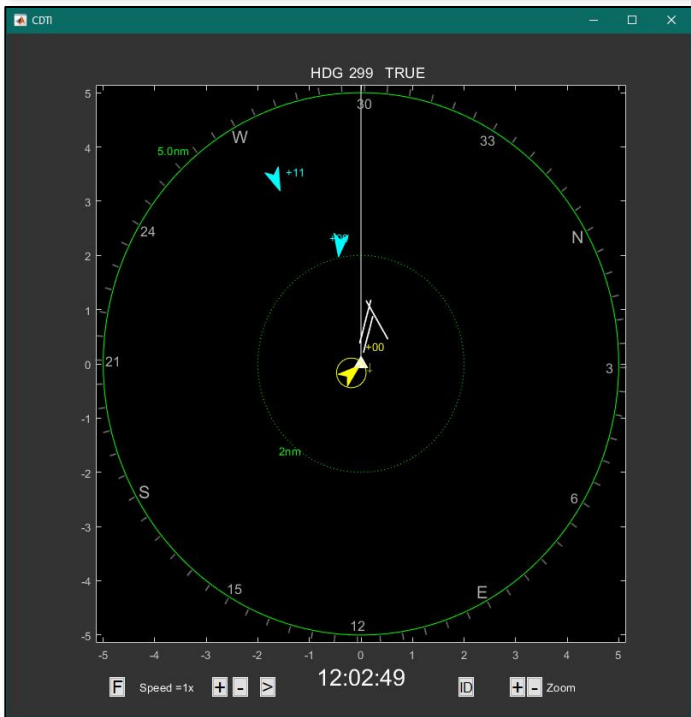 CDTI
HDG 299 TRUE
5
4
3
2
1
0
-1
-2
-3
-4
-5
30
33
N
3
6
E
12
15
S
21
24
W
5.0nm
+11
+00
↓
2nm
-5 -4 -3 -2 -1 0 1 2 3 4 5
F Speed =1x + - > 12:02:49 ID + - Zoom